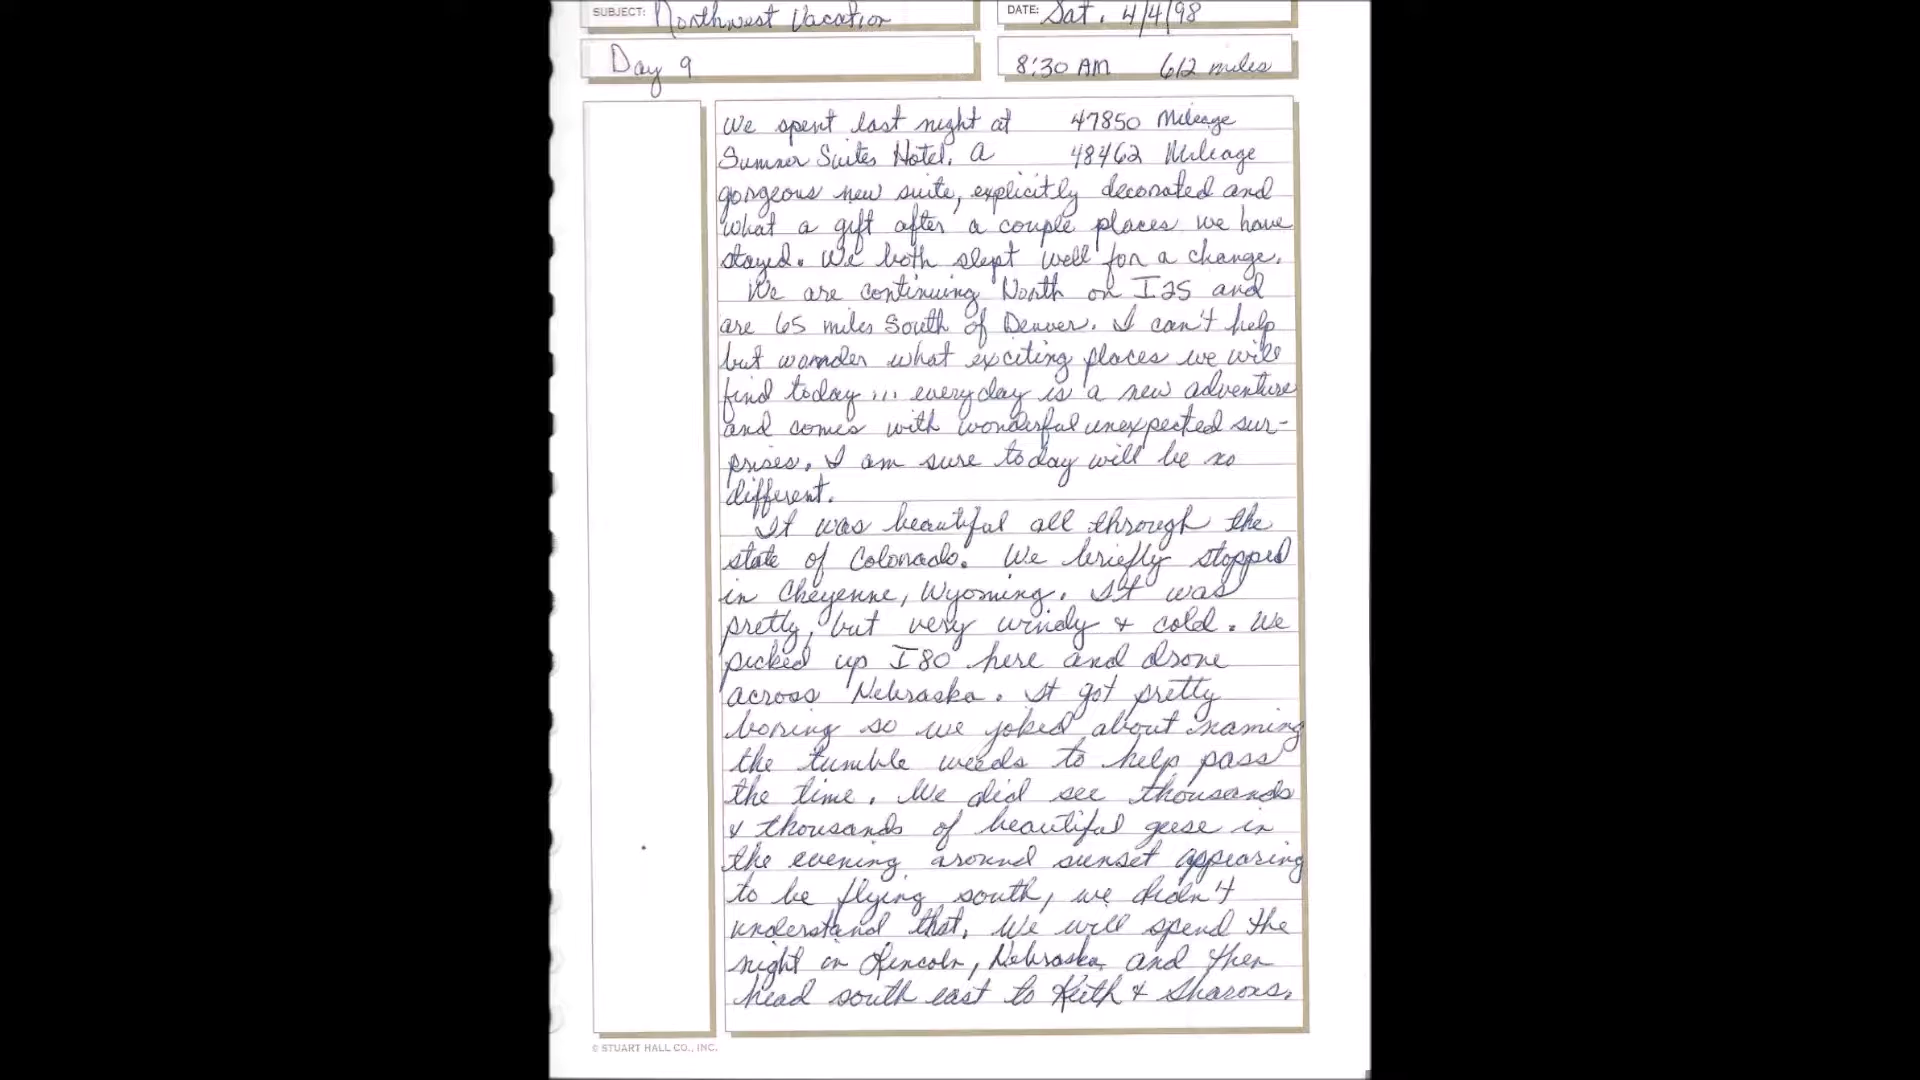 SUBJECT: Northwest Vacation
DATE: Sat. 4/4/98
Day 9
8:30 AM 612 miles
We spent last night at 47850 Mileage
Sumner Suites Hotel. A 48462 Mileage
gorgeous new suite, explicitly decorated and
what a gift after a couple places we have
stayed. We both slept well for a change.
We are continuing North on I25 and
are 65 miles South of Denver. I can't help
but wonder what exciting places we will
find today... everyday is a new adventure
and comes with wonderful unexpected sur-
prises. I am sure today will be no
different.
It was beautiful all through the
state of Colorado. We briefly stopped
in Cheyenne, Wyoming. It was
pretty, but very windy & cold. We
picked up I80 here and drove
across Nebraska. It got pretty
boring so we joked about naming
the tumble weeds to help pass
the time. We did see thousands
& thousands of beautiful geese in
the evening around sunset appearing
to be flying south, we didn't
understand that. We will spend the
night in Lincoln, Nebraska and then
head south east to Keith & Sharons.
© STUART HALL CO., INC.